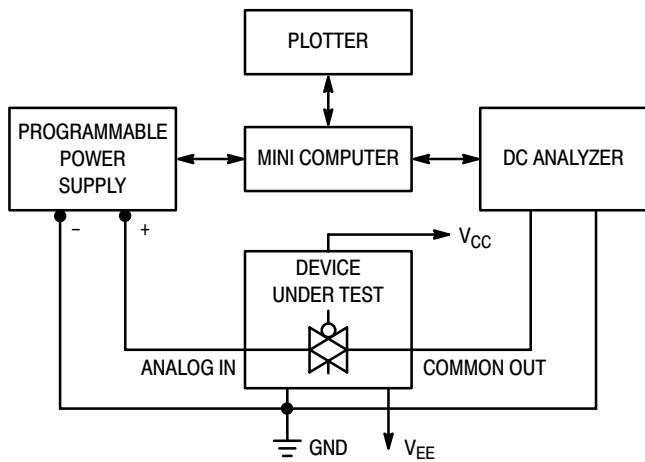 PLOTTER
PROGRAMMABLE
POWER
SUPPLY
MINI COMPUTER
DC ANALYZER
– +
VCC
DEVICE
UNDER TEST
ANALOG IN
COMMON OUT
GND
VEE